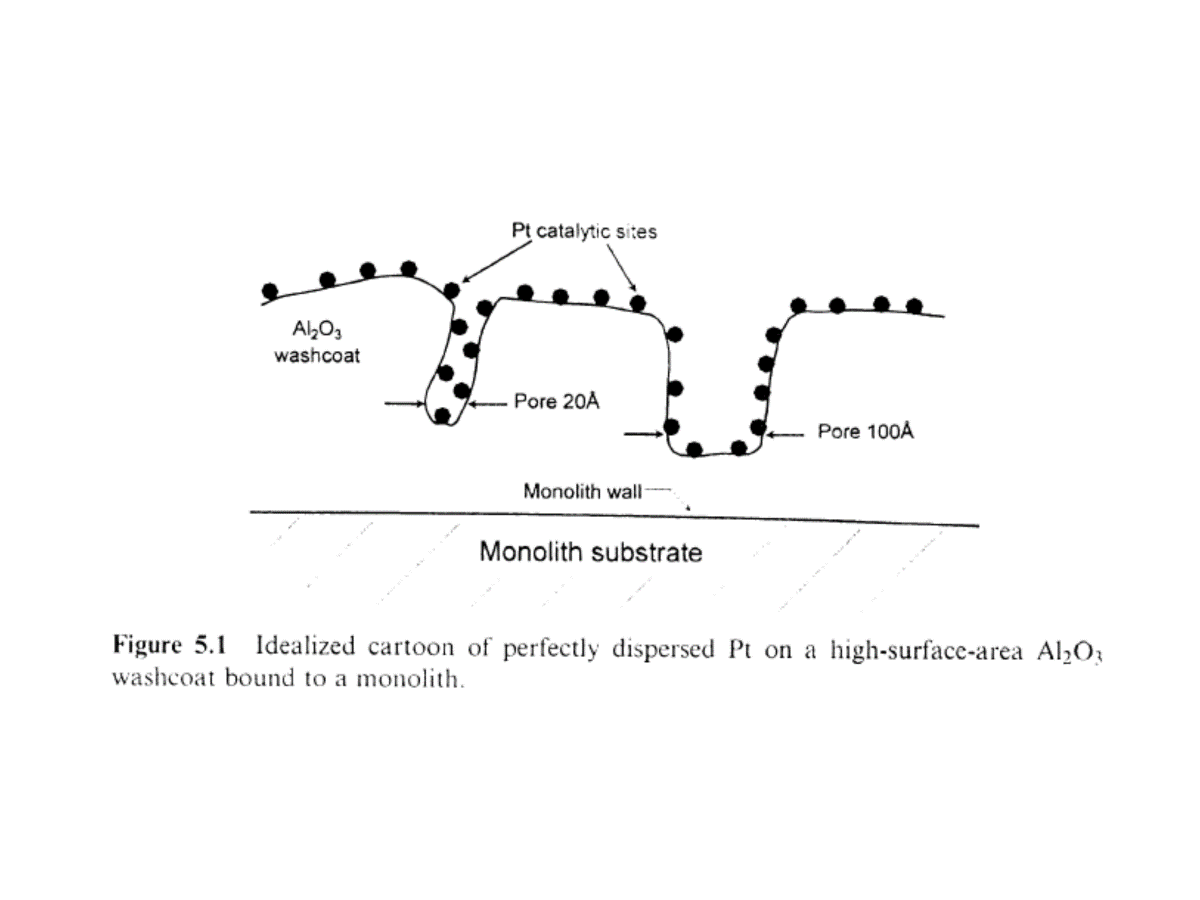 Pt catalytic sites
Al₂O₃
washcoat
Pore 20Å
Pore 100Å
Monolith wall
Monolith substrate
Figure 5.1 Idealized cartoon of perfectly dispersed Pt on a high-surface-area Al₂O₃
washcoat bound to a monolith.